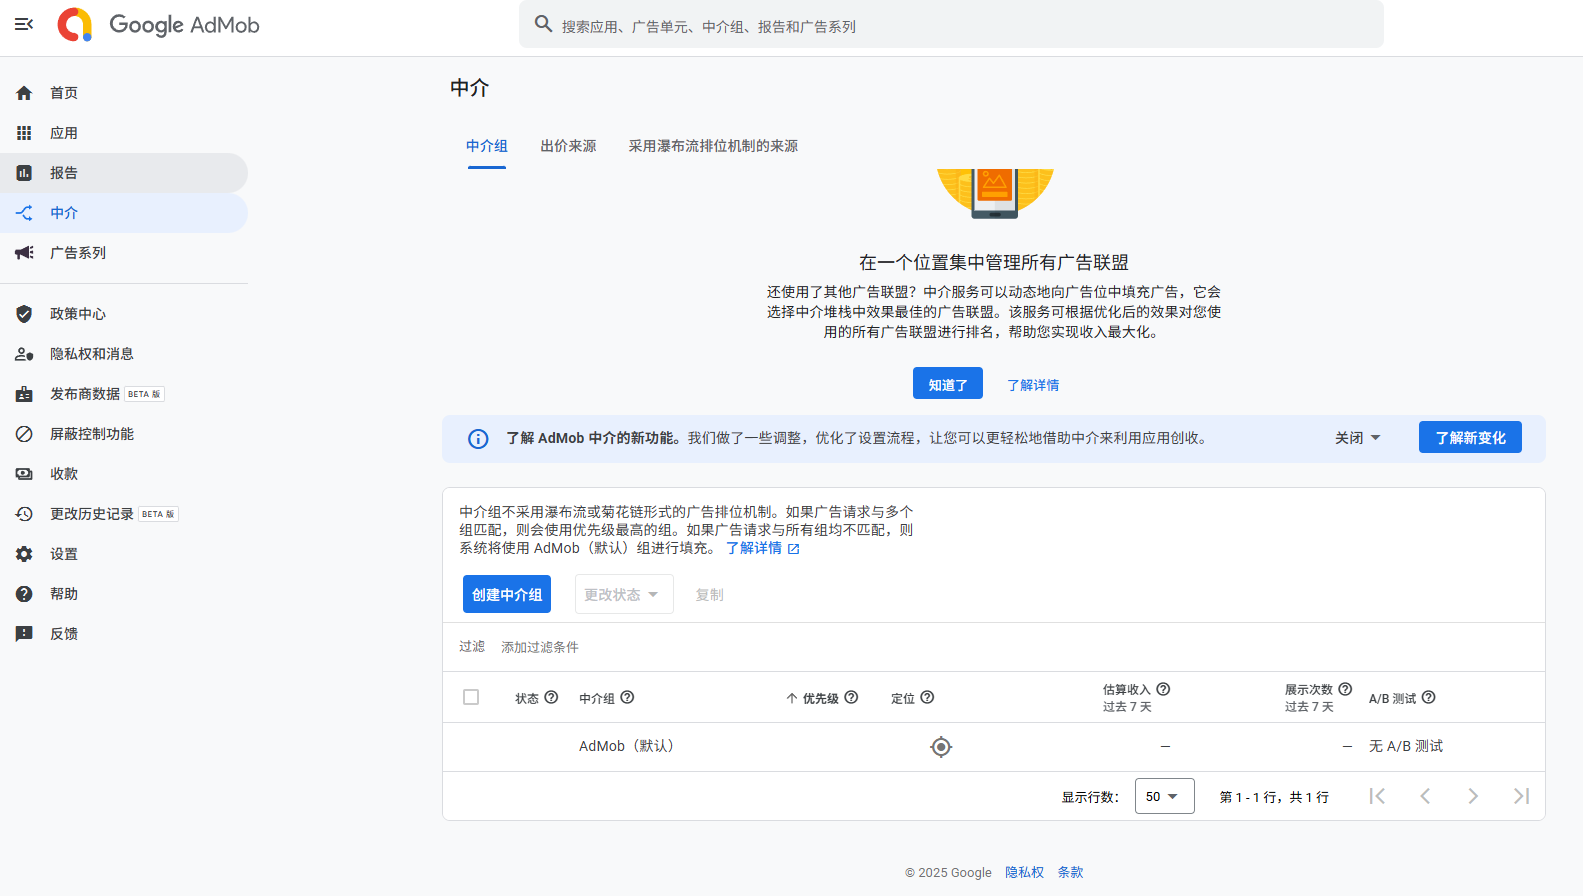 Google AdMob
搜索应用、广告单元、中介组、报告和广告系列
首页
应用
报告
中介
广告系列
政策中心
隐私权和消息
发布商数据 BETA 版
屏蔽控制功能
收款
更改历史记录 BETA 版
设置
帮助
反馈
中介
中介组 出价来源 采用瀑布流排位机制的来源
在一个位置集中管理所有广告联盟
还使用了其他广告联盟？中介服务可以动态地向广告位中填充广告，它会
选择中介堆栈中效果最佳的广告联盟。该服务可根据优化后的效果对您使
用的所有广告联盟进行排名，帮助您实现收入最大化。
知道了 了解详情
了解 AdMob 中介的新功能。我们做了一些调整，优化了设置流程，让您可以更轻松地借助中介来利用应用创收。 关闭 了解新变化
中介组不采用瀑布流或菊花链形式的广告排位机制。如果广告请求与多个
组匹配，则会使用优先级最高的组。如果广告请求与所有组均不匹配，则
系统将使用 AdMob（默认）组进行填充。 了解详情
创建中介组 更改状态 复制
过滤 添加过滤条件
状态 中介组 优先级 定位 估算收入 过去 7 天 展示次数 过去 7 天 A/B 测试
AdMob（默认） – – 无 A/B 测试
显示行数： 50 第 1 - 1 行，共 1 行
© 2025 Google 隐私权 条款